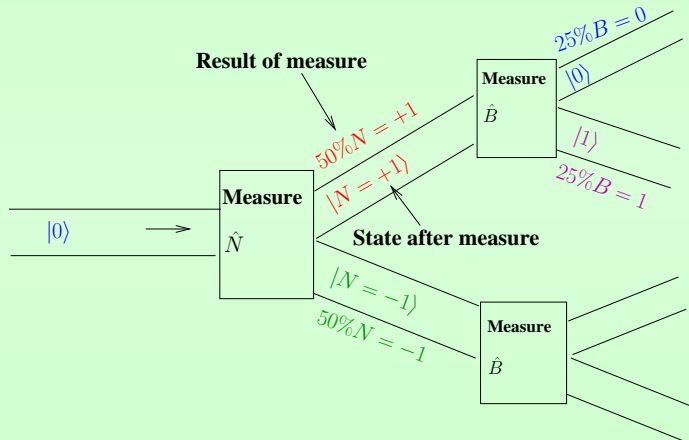 25%B = 0
Result of measure
|0⟩
Measure
B̂
50%N = +1
|1⟩
|N = +1⟩
25%B = 1
Measure
|0⟩
N̂
State after measure
|N = −1⟩
50%N = −1
Measure
B̂